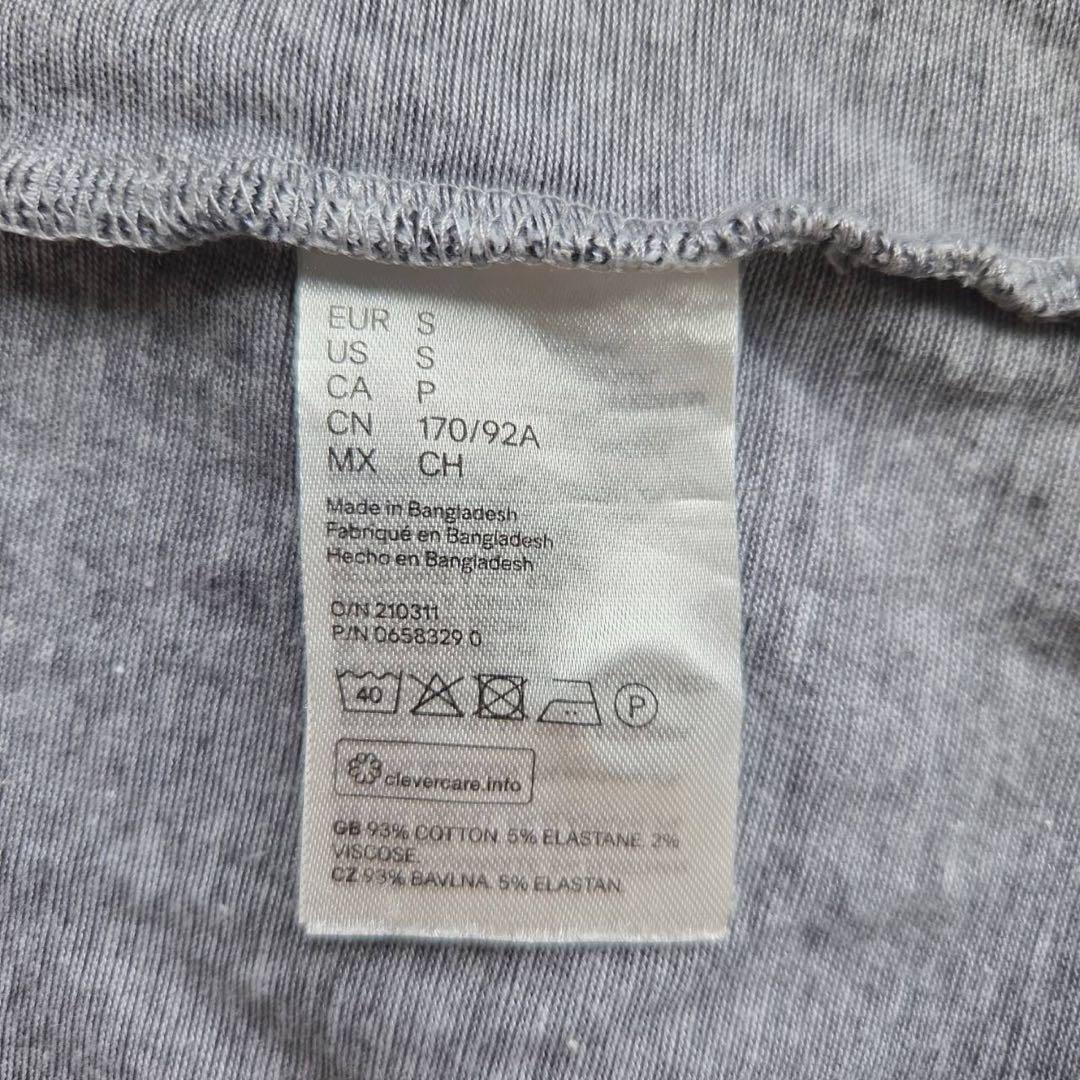 EUR S
US S
CA P
CN 170/92A
MX CH
Made in Bangladesh
Fabriqué en Bangladesh
Hecho en Bangladesh
O/N 210311
P/N 0658329 0
40 P
clevercare.info
GB 93% COTTON. 5% ELASTANE. 2%
VISCOSE.
CZ 93% BAVLNA. 5% ELASTAN.